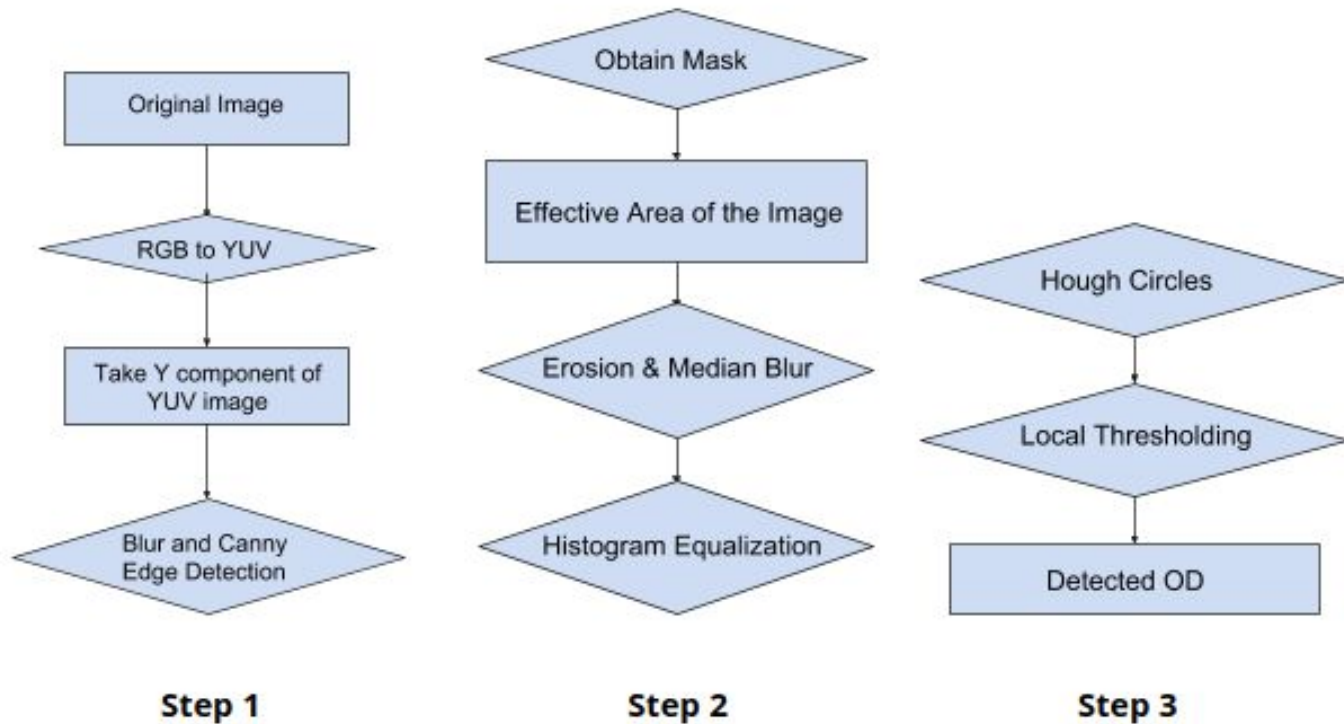 Original Image
RGB to YUV
Take Y component of
YUV image
Blur and Canny
Edge Detection
Step 1
Obtain Mask
Effective Area of the Image
Erosion & Median Blur
Histogram Equalization
Step 2
Hough Circles
Local Thresholding
Detected OD
Step 3